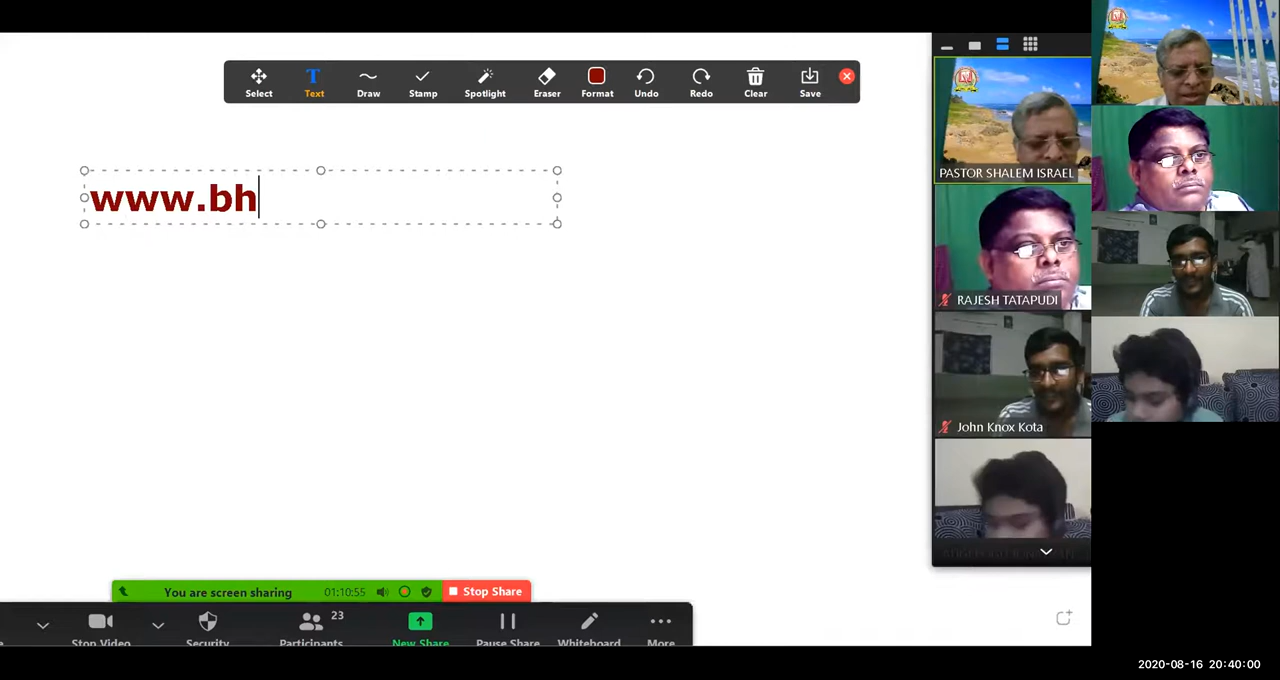 Select
Text
Draw
Stamp
Spotlight
Eraser
Format
Undo
Redo
Clear
Save
www.bh
PASTOR SHALEM ISRAEL
RAJESH TATAPUDI
John Knox Kota
You are screen sharing
01:10:55
Stop Share
Stop Video
Security
Participants
23
New Share
Pause Share
Whiteboard
More
2020-08-16 20:40:00